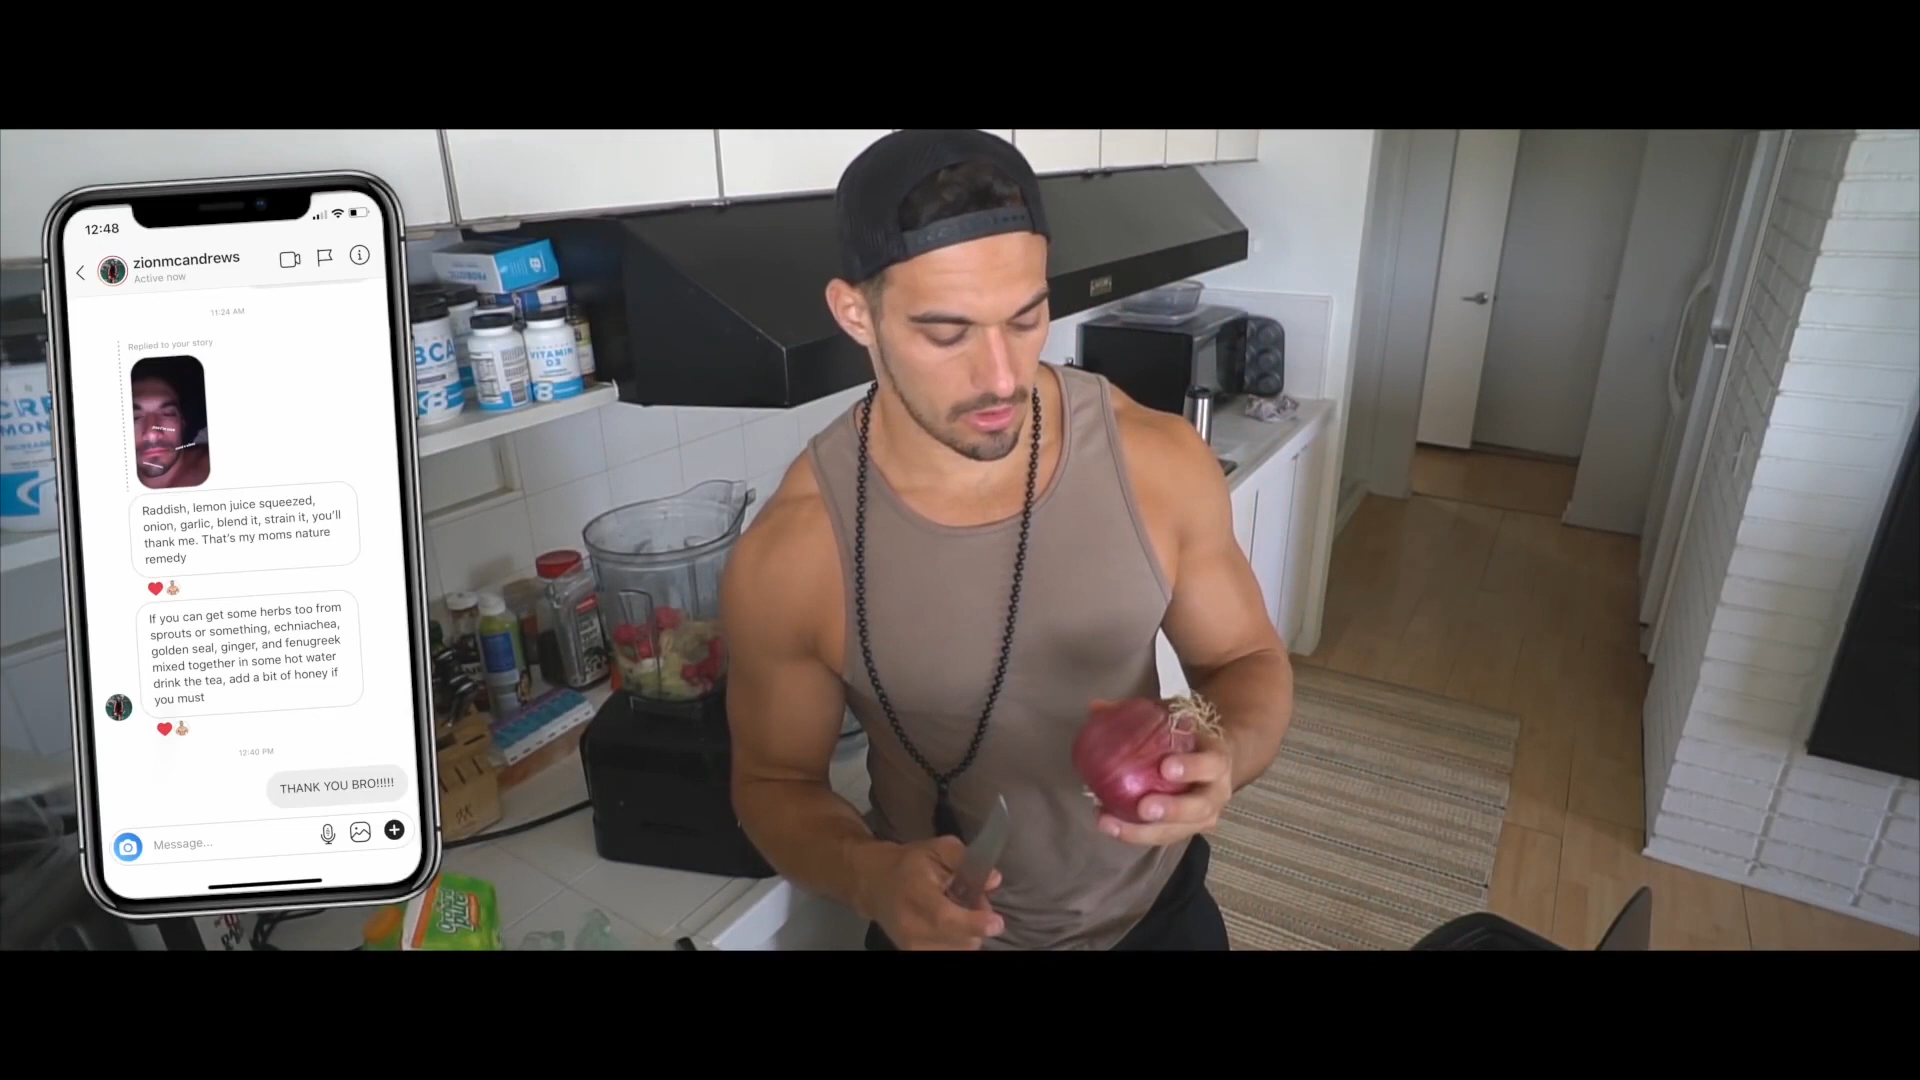 12:48
zionmcandrews
Active now
11:24 AM
Replied to your story
Raddish, lemon juice squeezed,
onion, garlic, blend it, strain it, you'll
thank me. That's my moms nature
remedy
If you can get some herbs too from
sprouts or something, echniachea,
golden seal, ginger, and fenugreek
mixed together in some hot water
drink the tea, add a bit of honey if
you must
12:40 PM
THANK YOU BRO!!!!!
Message...
VITAMIN
D3
BCA
CRE
MON